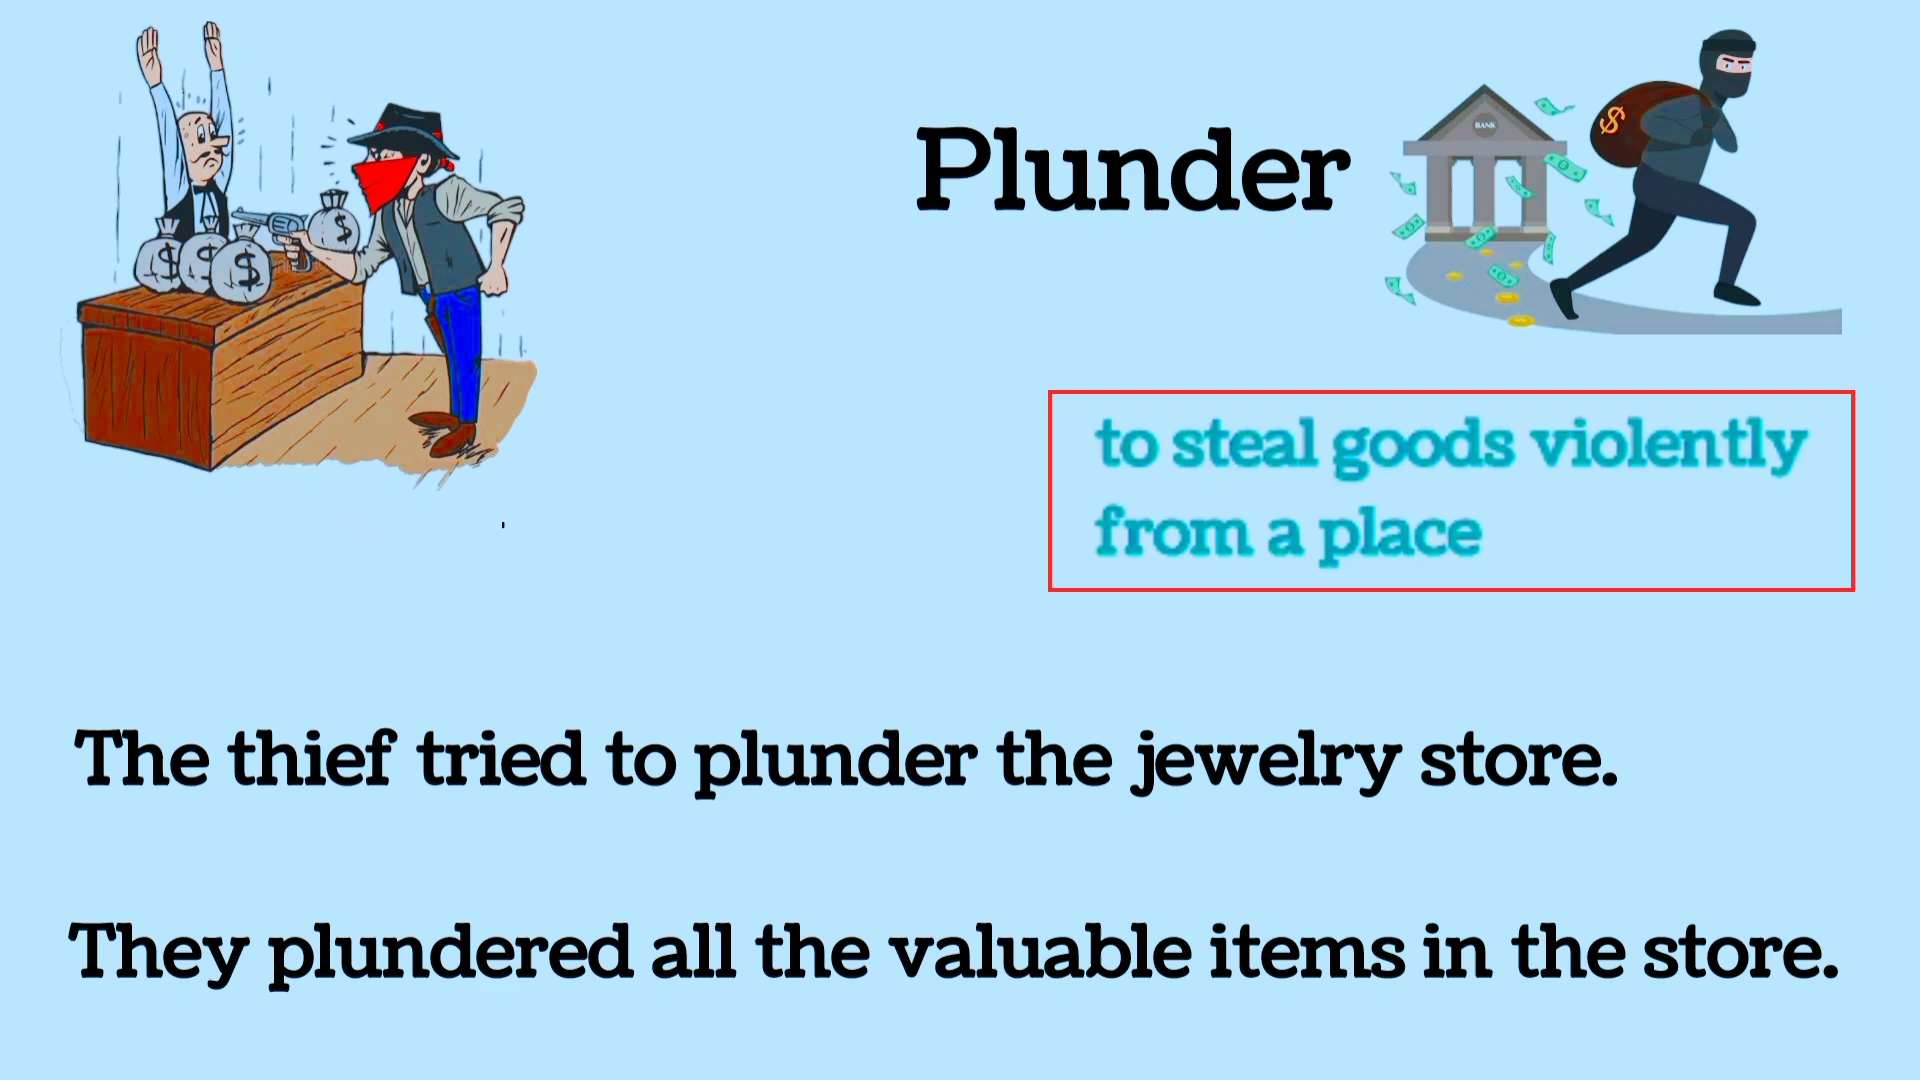 Plunder
BANK
$
$
$
$
$
to steal goods violently
from a place
The thief tried to plunder the jewelry store.
They plundered all the valuable items in the store.